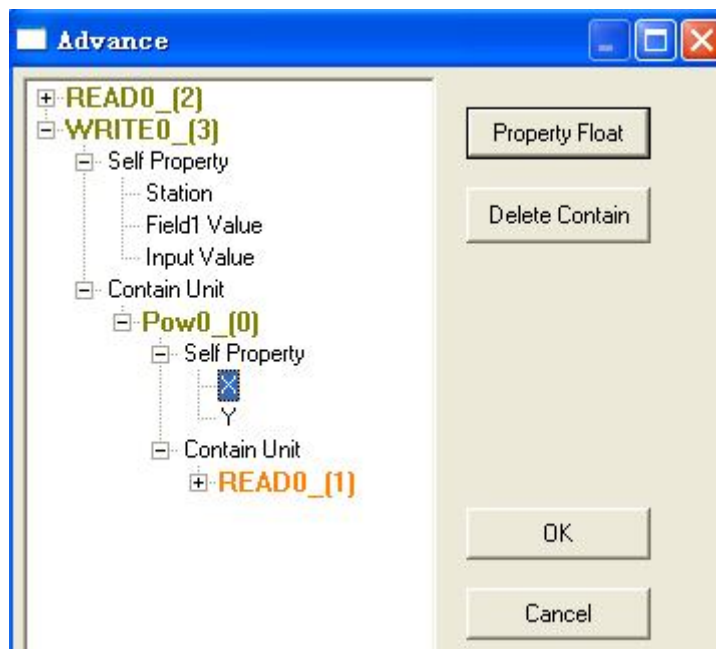 Advance
READ0_(2)
WRITE0_(3)
Self Property
Station
Field1 Value
Input Value
Contain Unit
Pow0_(0)
Self Property
X
Y
Contain Unit
READ0_(1)
Property Float
Delete Contain
OK
Cancel